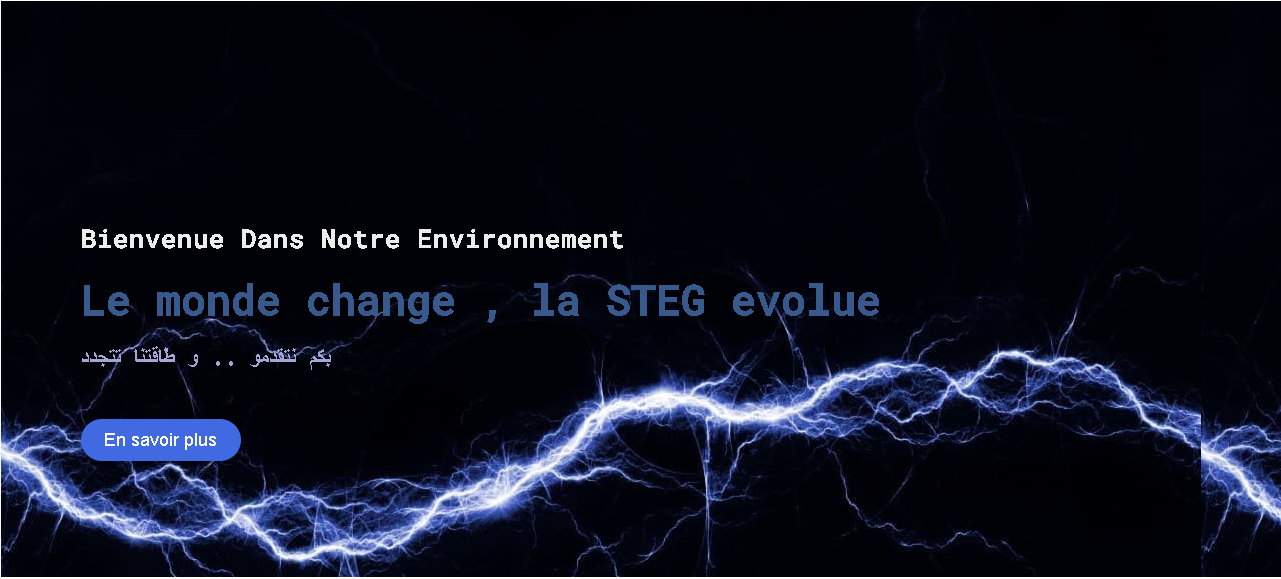 Bienvenue Dans Notre Environnement
Le monde change , la STEG evolue
بكم نتقدمو .. و طاقتنا تتجدد
En savoir plus